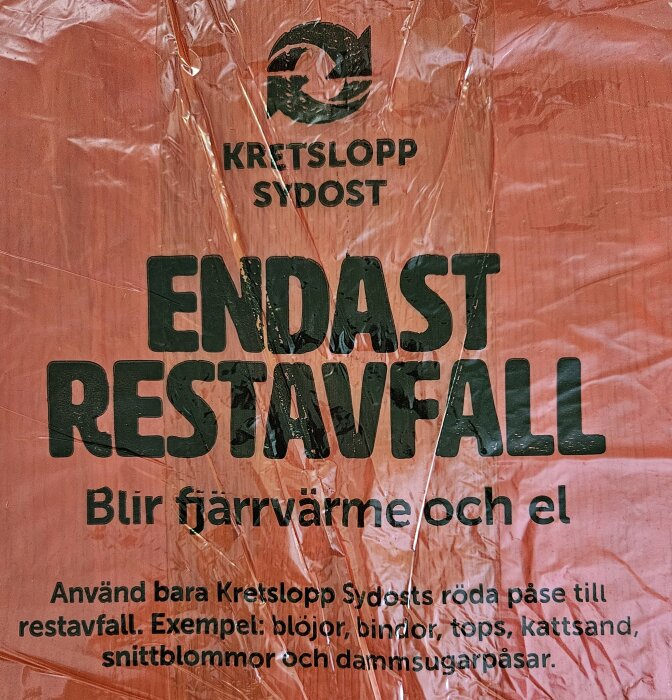 KRETSLOPP
SYDOST
ENDAST
RESTAVFALL
Blir fjärrvärme och el
Använd bara Kretslopp Sydosts röda påse till
restavfall. Exempel: blöjor, bindor, tops, kattsand,
snittblommor och dammsugarpåsar.